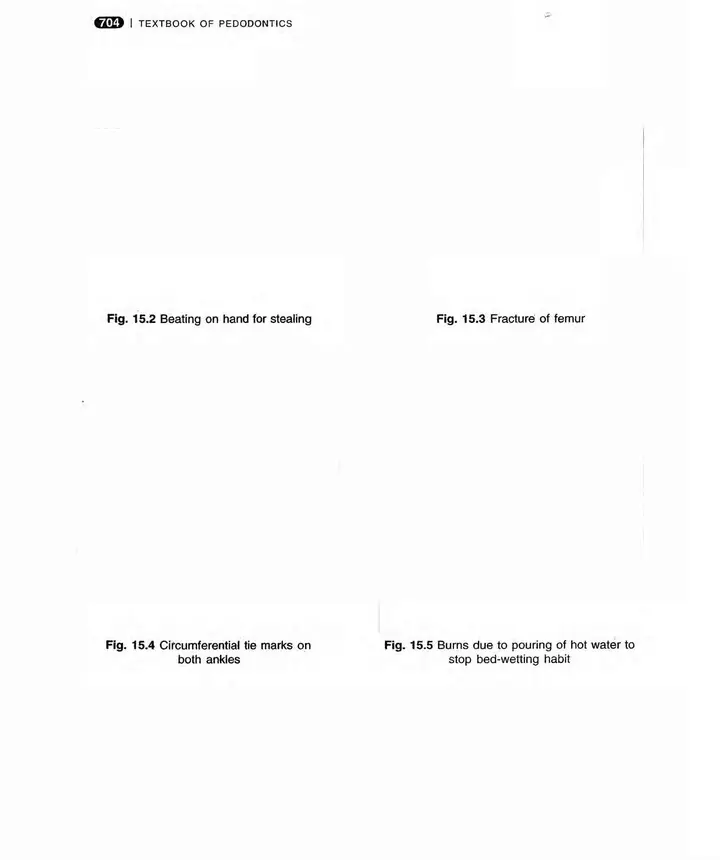 704 | TEXTBOOK OF PEDODONTICS
Fig. 15.2 Beating on hand for stealing
Fig. 15.3 Fracture of femur
Fig. 15.4 Circumferential tie marks on
both ankles
Fig. 15.5 Burns due to pouring of hot water to
stop bed-wetting habit